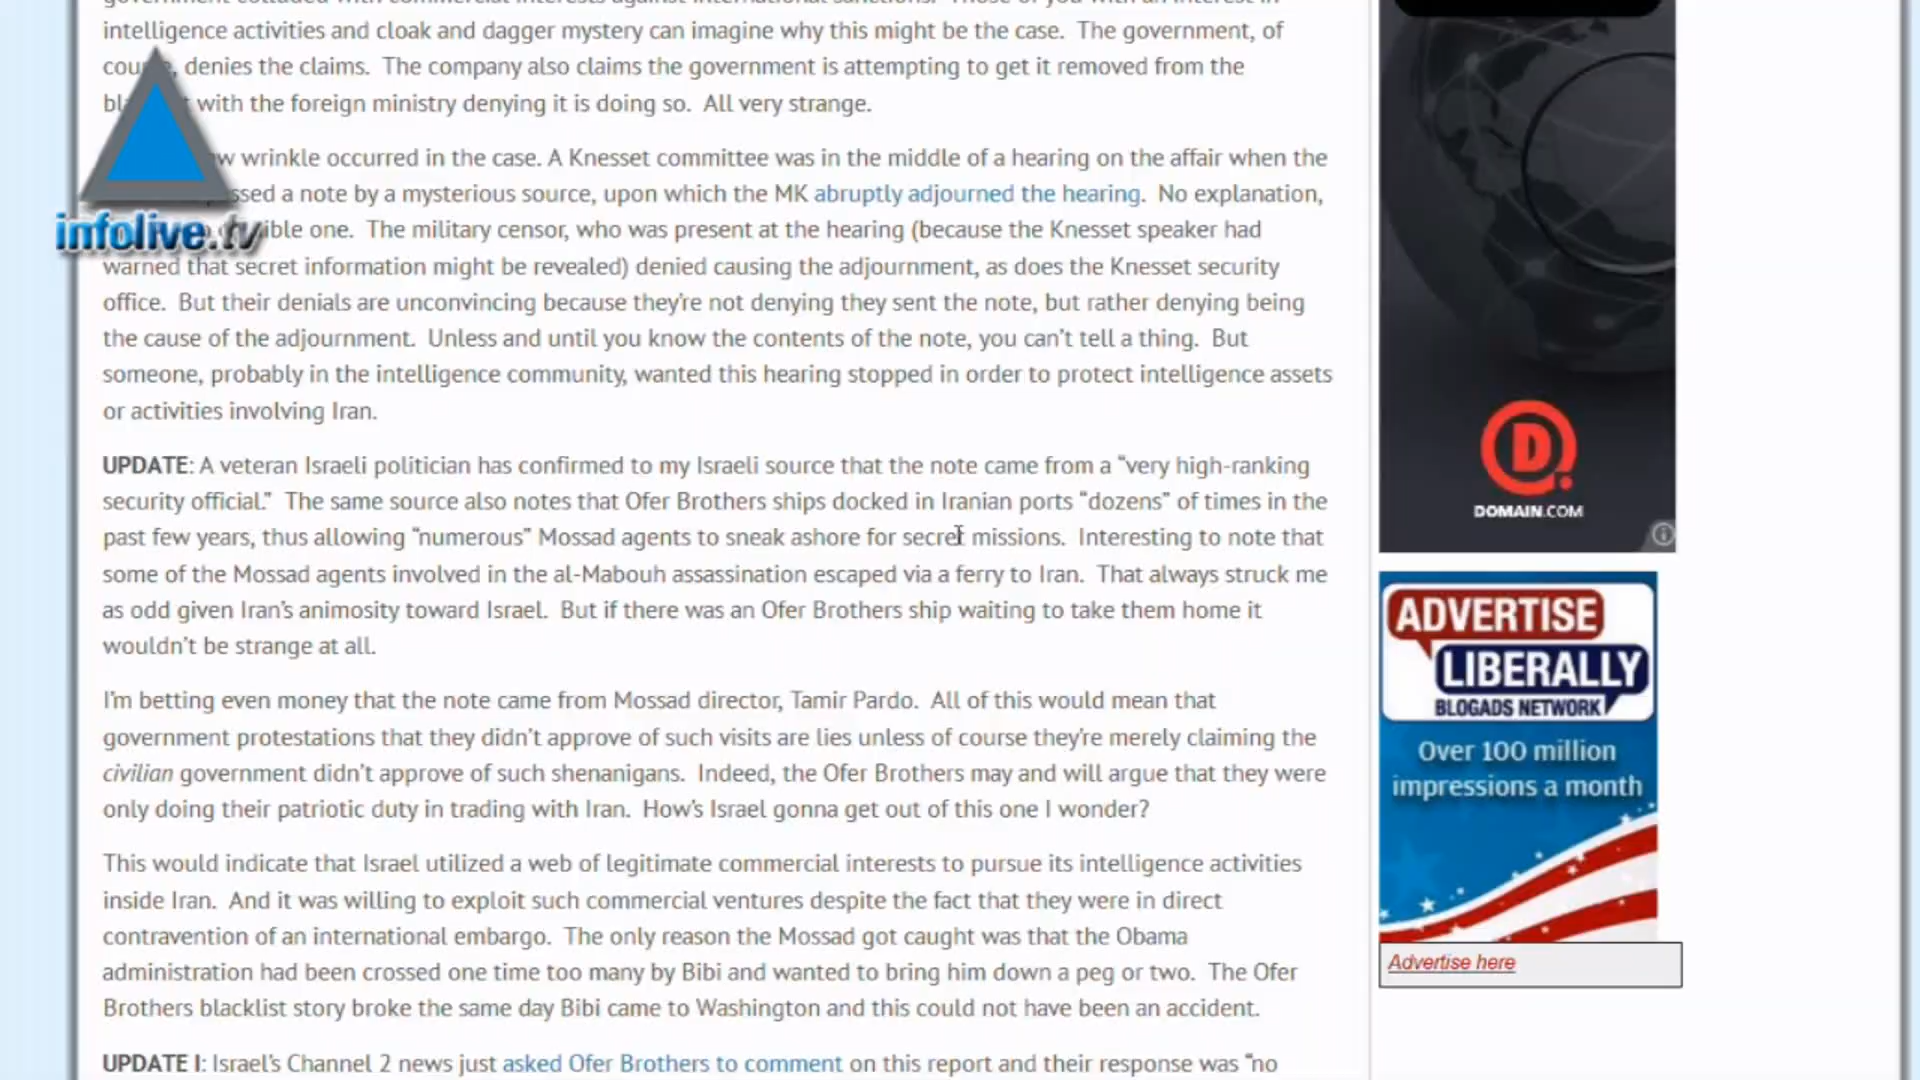 government colluded with commercial interests against international sanctions. Those of you with an interest in
intelligence activities and cloak and dagger mystery can imagine why this might be the case. The government, of
denies the claims. The company also claims the government is attempting to get it removed from the
with the foreign ministry denying it is doing so. All very strange.
wrinkle occurred in the case. A Knesset committee was in the middle of a hearing on the affair when the
a note by a mysterious source, upon which the MK abruptly adjourned the hearing. No explanation,
one. The military censor, who was present at the hearing (because the Knesset speaker had
warned that secret information might be revealed) denied causing the adjournment, as does the Knesset security
office. But their denials are unconvincing because they're not denying they sent the note, but rather denying being
the cause of the adjournment. Unless and until you know the contents of the note, you can't tell a thing. But
someone, probably in the intelligence community, wanted this hearing stopped in order to protect intelligence assets
or activities involving Iran.
UPDATE: A veteran Israeli politician has confirmed to my Israeli source that the note came from a “very high-ranking
security official.” The same source also notes that Ofer Brothers ships docked in Iranian ports “dozens” of times in the
past few years, thus allowing “numerous” Mossad agents to sneak ashore for secret missions. Interesting to note that
some of the Mossad agents involved in the al-Mabouh assassination escaped via a ferry to Iran. That always struck me
as odd given Iran's animosity toward Israel. But if there was an Ofer Brothers ship waiting to take them home it
wouldn't be strange at all.
I'm betting even money that the note came from Mossad director, Tamir Pardo. All of this would mean that
government protestations that they didn't approve of such visits are lies unless of course they're merely claiming the
civilian government didn't approve of such shenanigans. Indeed, the Ofer Brothers may and will argue that they were
only doing their patriotic duty in trading with Iran. How's Israel gonna get out of this one I wonder?
This would indicate that Israel utilized a web of legitimate commercial interests to pursue its intelligence activities
inside Iran. And it was willing to exploit such commercial ventures despite the fact that they were in direct
contravention of an international embargo. The only reason the Mossad got caught was that the Obama
administration had been crossed one time too many by Bibi and wanted to bring him down a peg or two. The Ofer
Brothers blacklist story broke the same day Bibi came to Washington and this could not have been an accident.
UPDATE I: Israel's Channel 2 news just asked Ofer Brothers to comment on this report and their response was “no
infolive.tv
D
DOMAIN.COM
ADVERTISE
LIBERALLY
BLOGADS NETWORK
Over 100 million
impressions a month
Advertise here